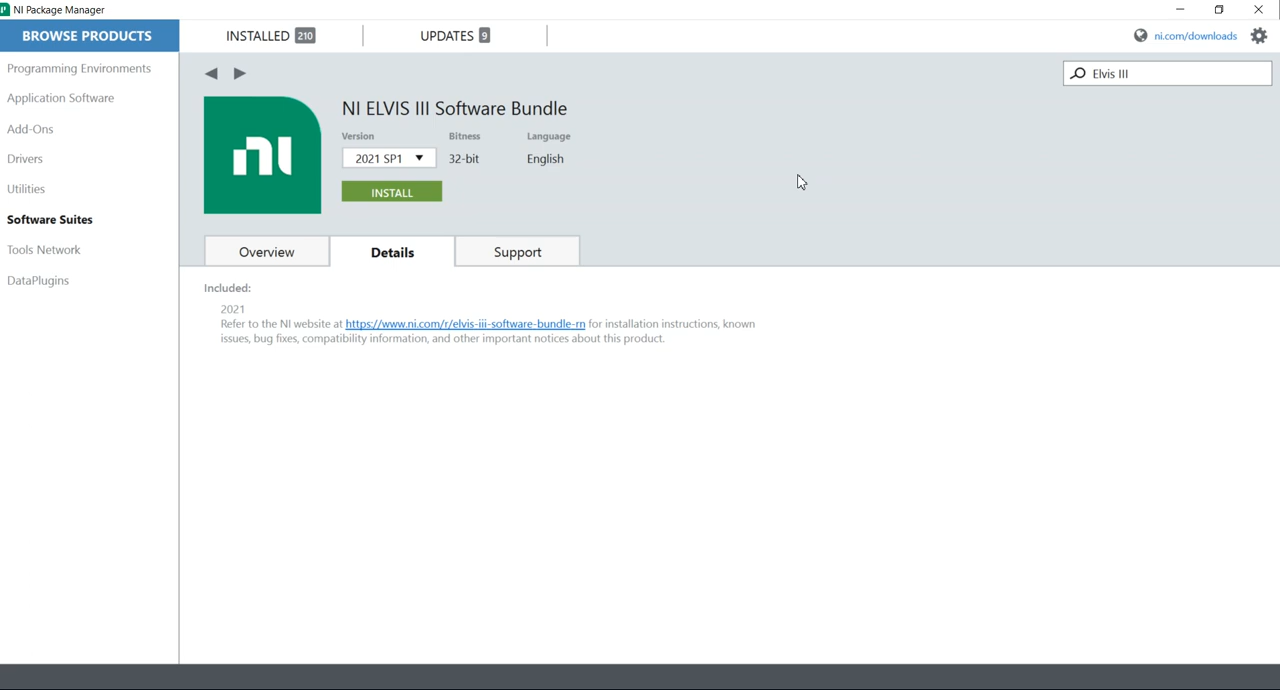 NI Package Manager
BROWSE PRODUCTS
INSTALLED 210
UPDATES 9
ni.com/downloads
Programming Environments
Application Software
Add-Ons
Drivers
Utilities
Software Suites
Tools Network
DataPlugins
Elvis III
ni
NI ELVIS III Software Bundle
Version Bitness Language
2021 SP1 32-bit English
INSTALL
Overview Details Support
Included:
2021
Refer to the NI website at https://www.ni.com/r/elvis-iii-software-bundle-rn for installation instructions, known
issues, bug fixes, compatibility information, and other important notices about this product.